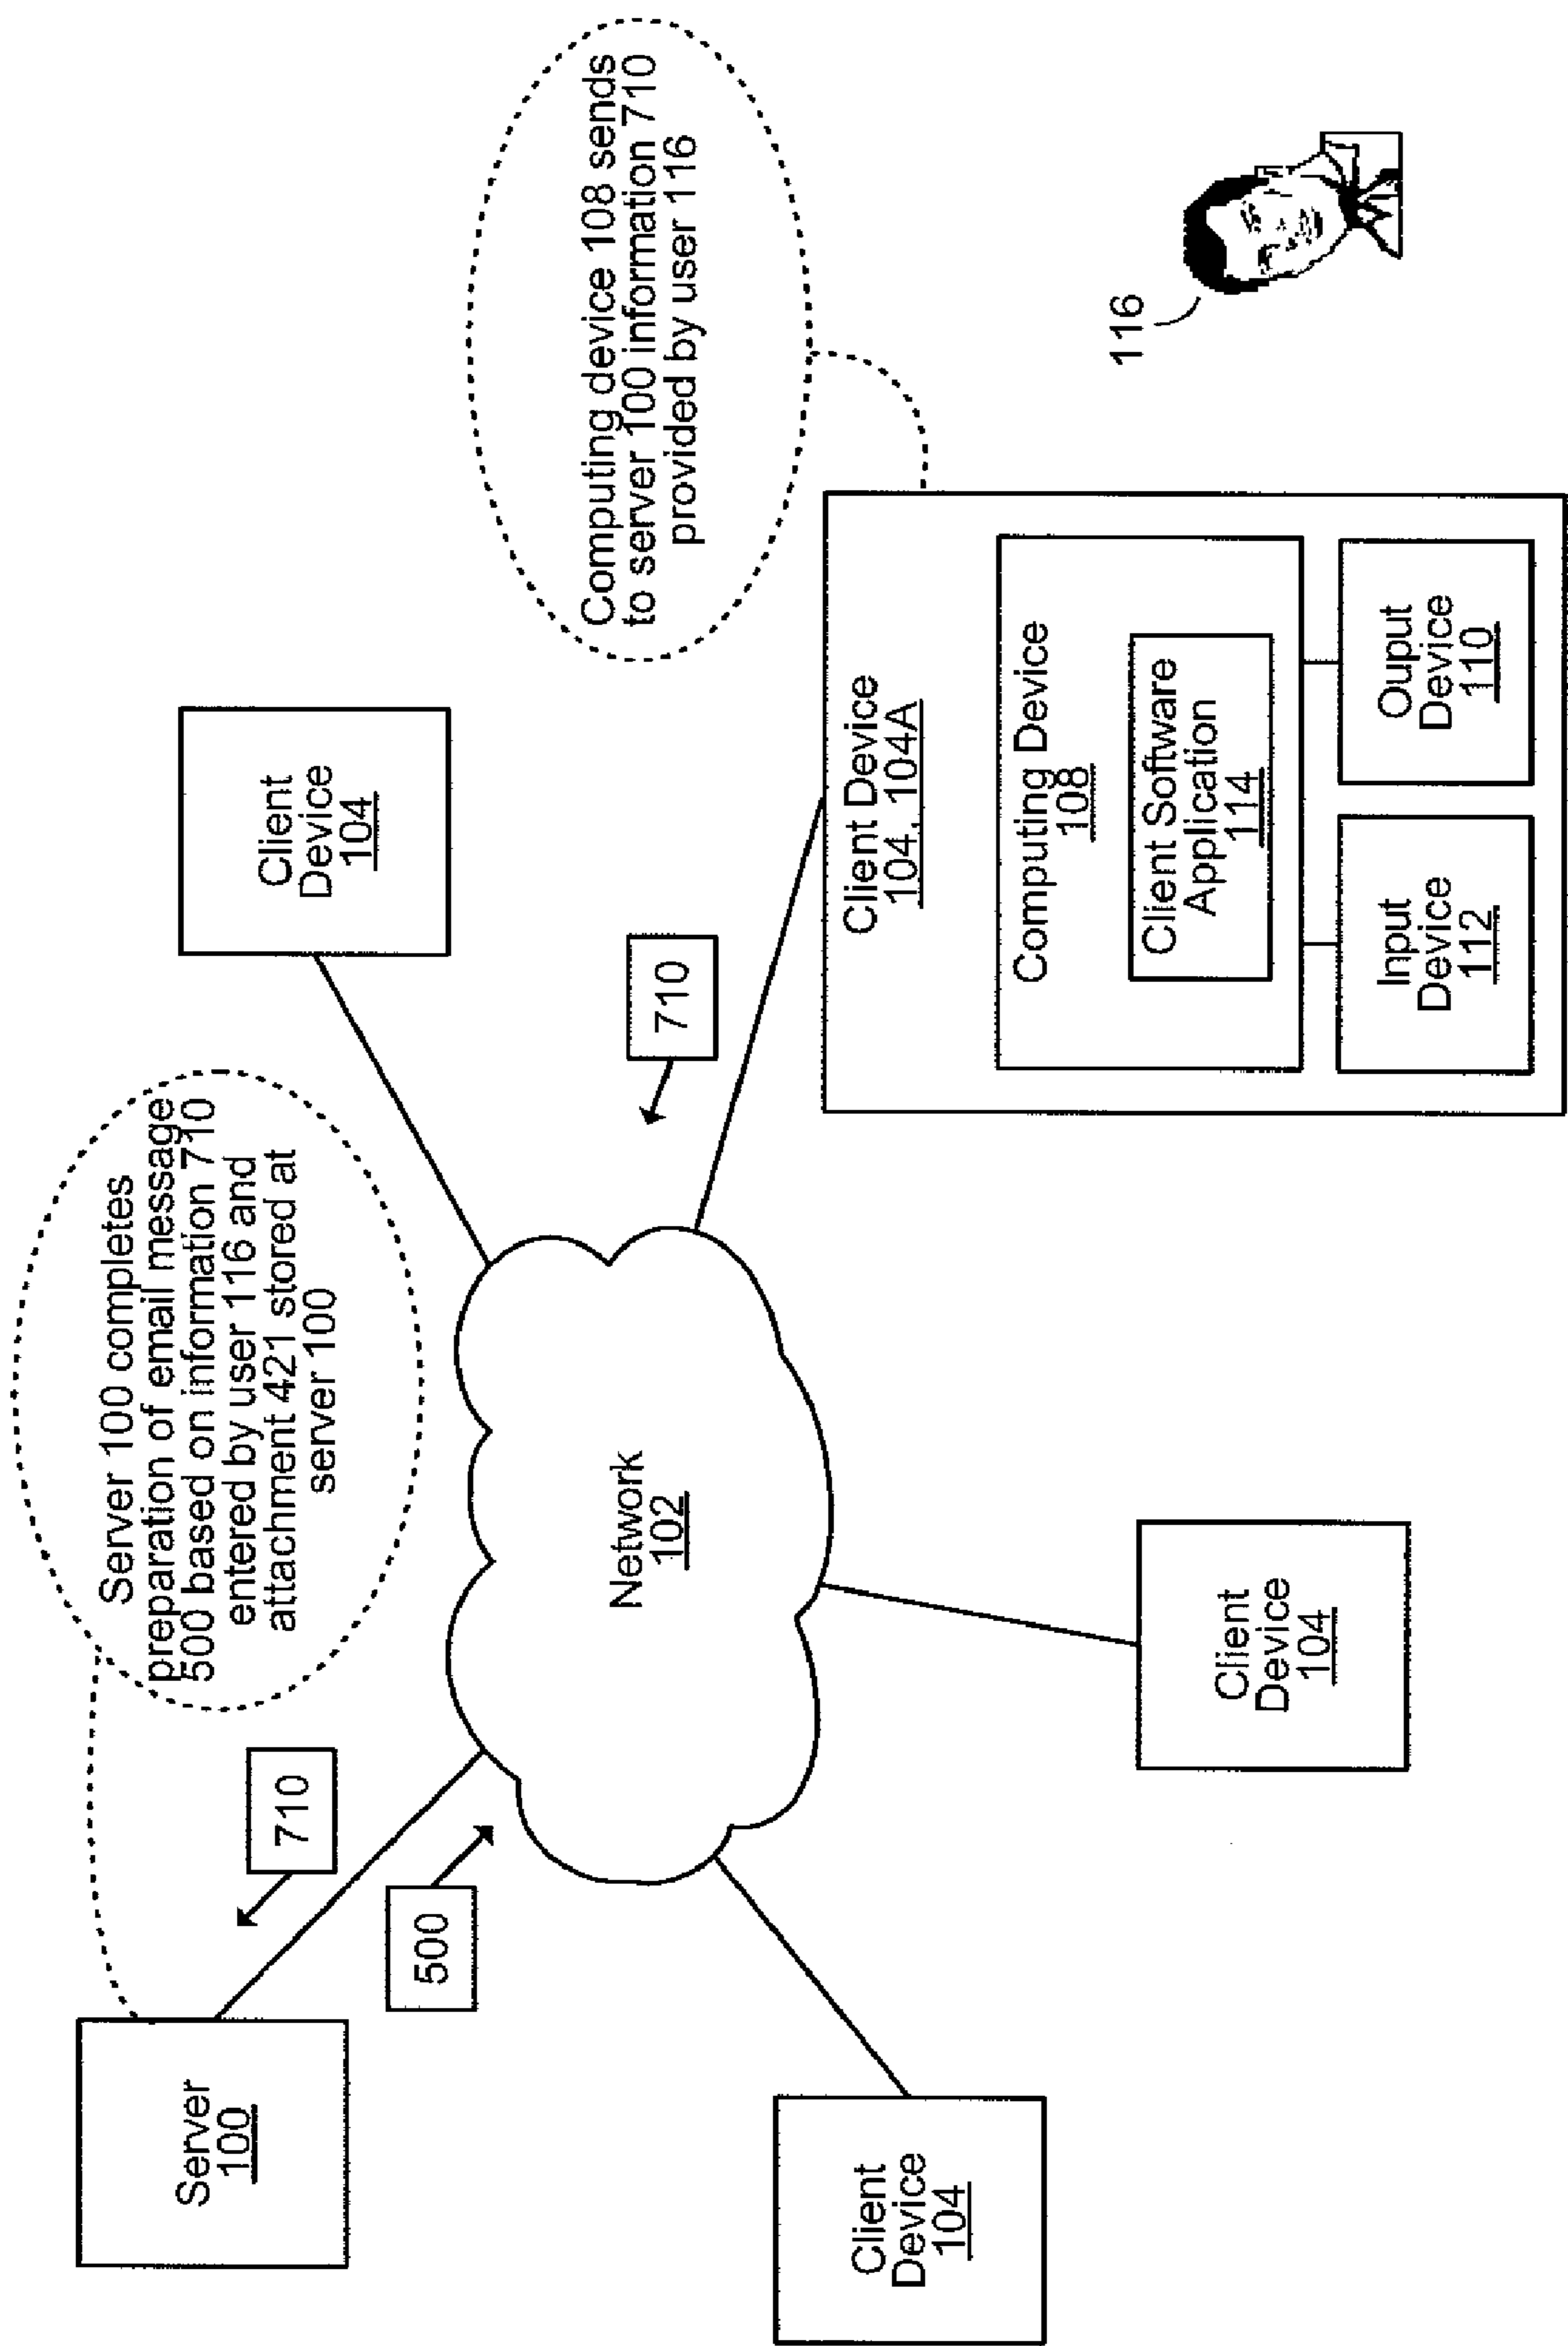 Server
100
710
500
Server 100 completes
preparation of email message
500 based on information 710
entered by user 116 and
attachment 421 stored at
server 100
Client
Device
104
Computing device 108 sends
to server 100 information 710
provided by user 116
Network
102
710
Client
Device
104
Client
Device
104
Client Device
104, 104A
Computing Device
108
Client Software
Application
114
Input
Device
112
Ouput
Device
110
116